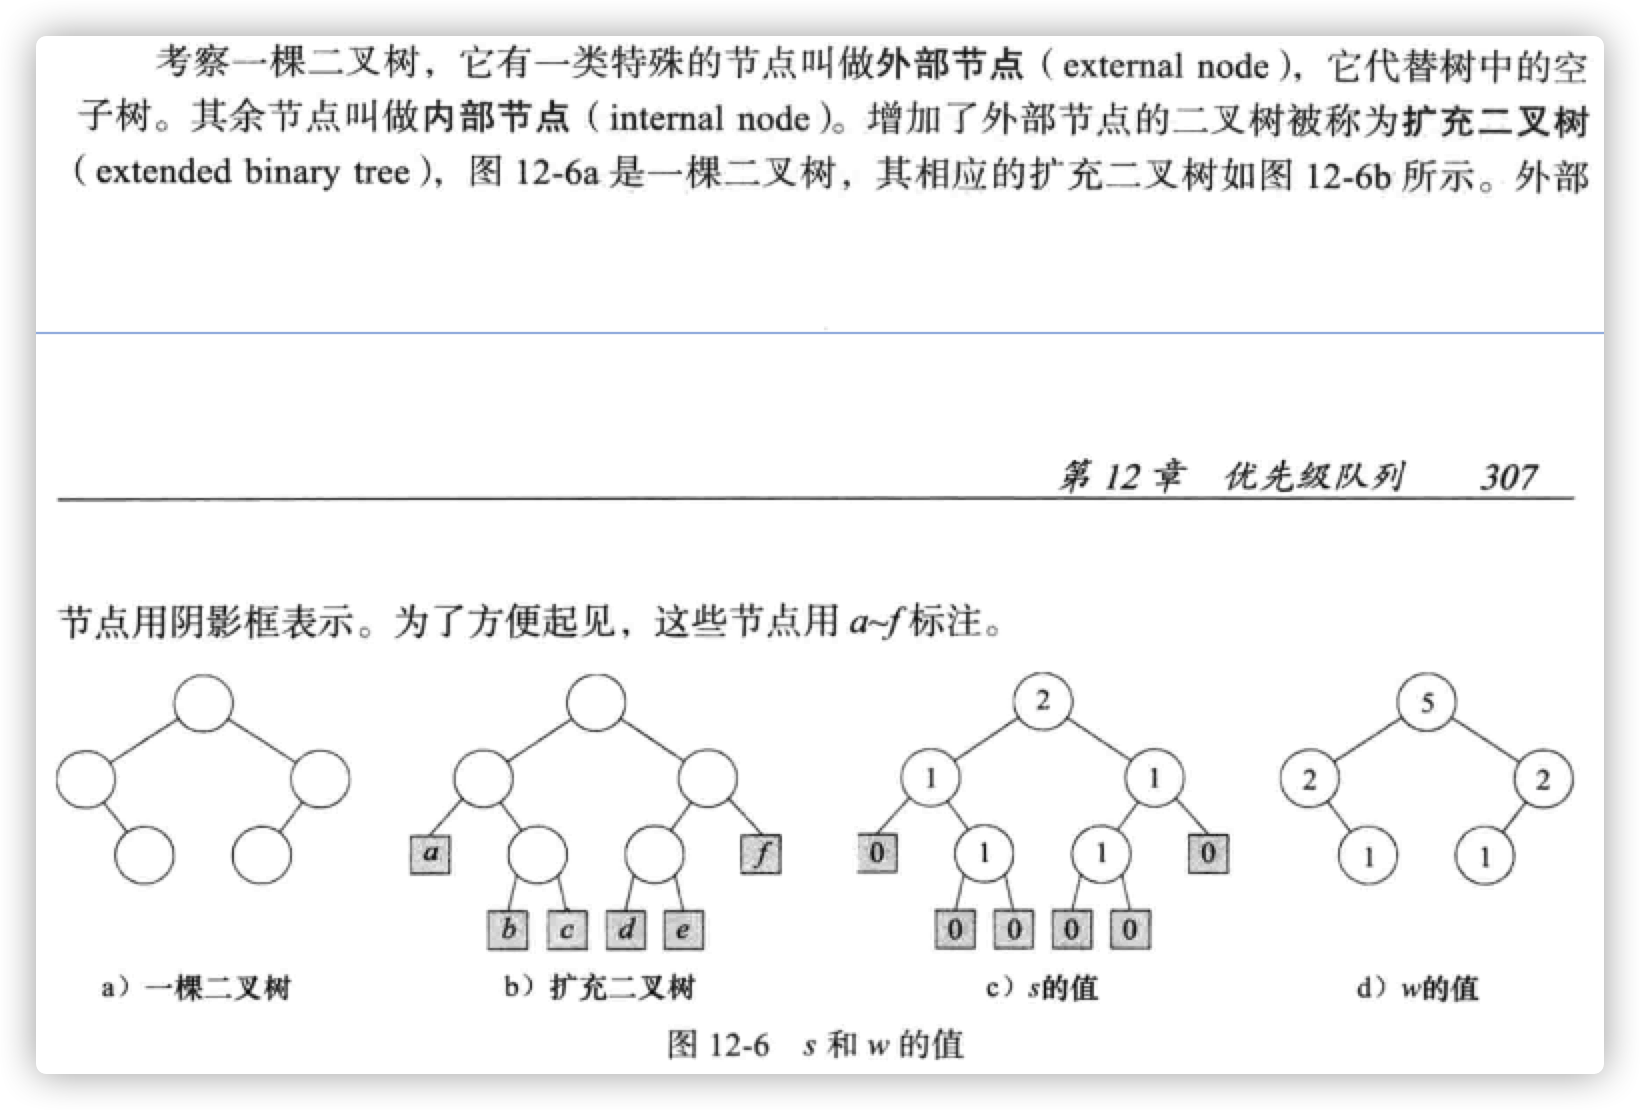 考察一棵二叉树，它有一类特殊的节点叫做外部节点（external node），它代替树中的空
子树。其余节点叫做内部节点（internal node）。增加了外部节点的二叉树被称为扩充二叉树
（extended binary tree），图 12-6a 是一棵二叉树，其相应的扩充二叉树如图 12-6b 所示。外部
第 12 章 优先级队列 307
节点用阴影框表示。为了方便起见，这些节点用 a~f 标注。
2 5
1 1 2 2
a f 0 1 1 0 1 1
b c d e 0 0 0 0
a）一棵二叉树 b）扩充二叉树 c）s的值 d）w的值
图 12-6 s 和 w 的值